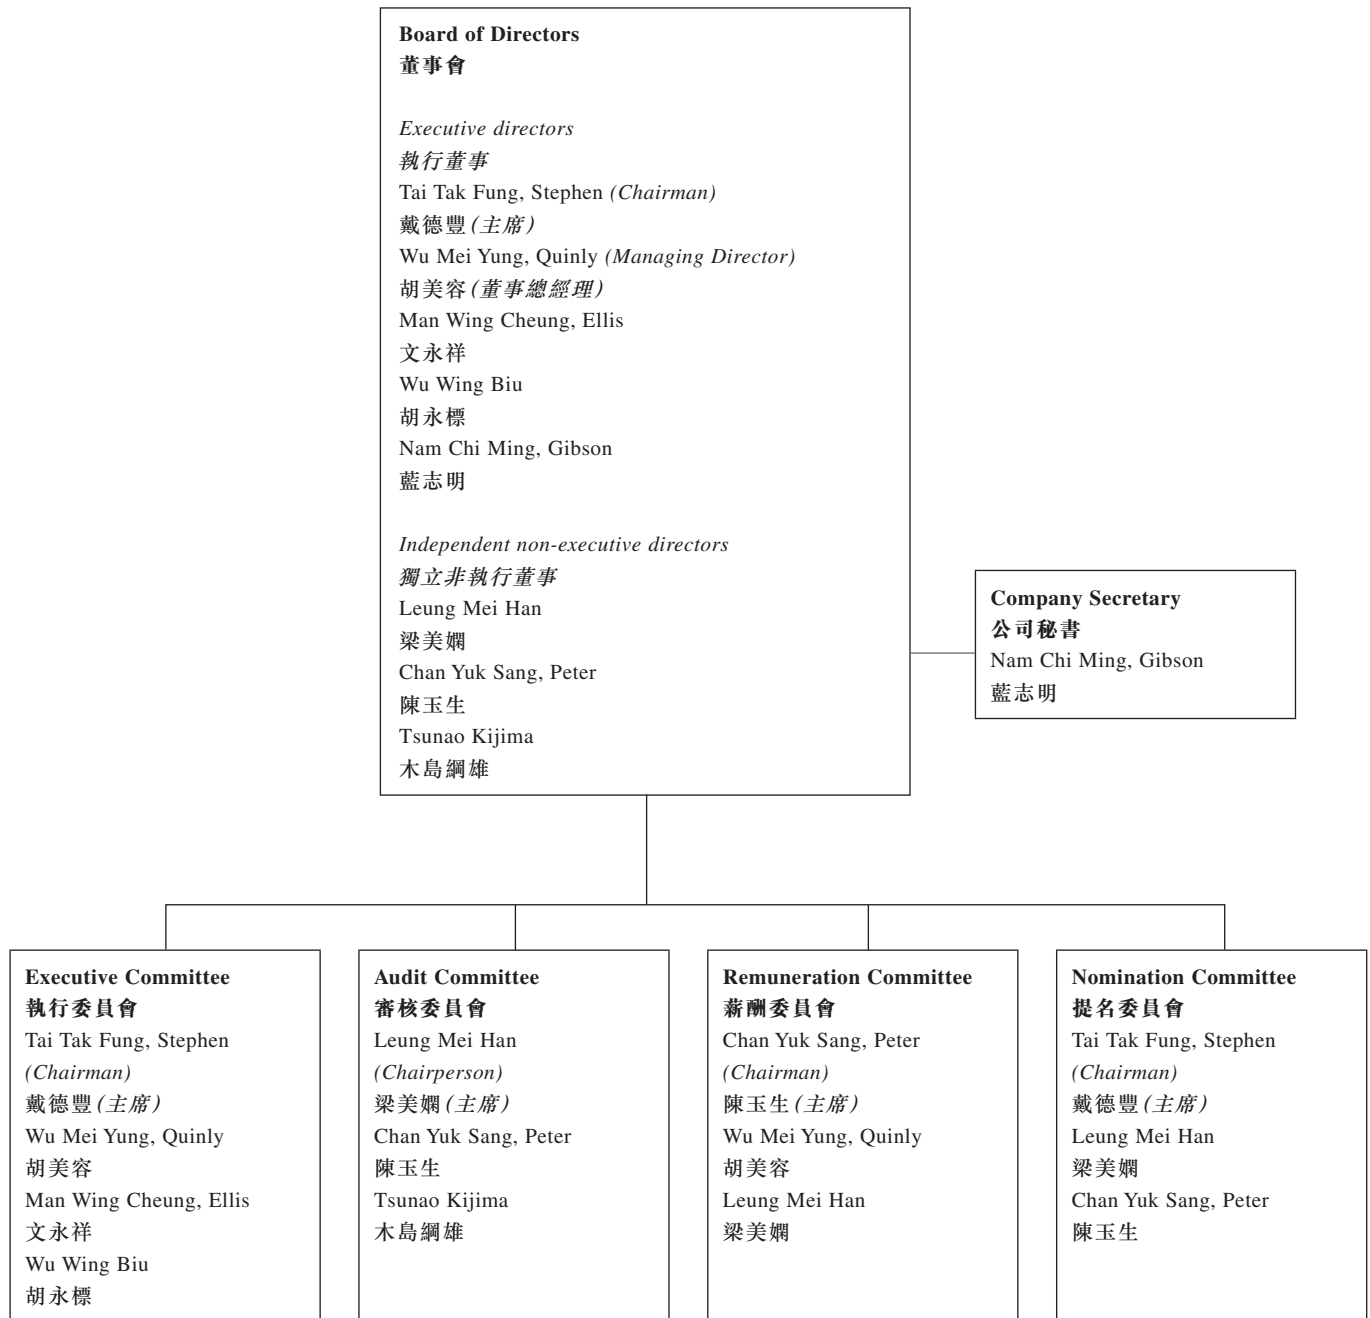 Board of Directors
董事會
Executive directors
執行董事
Tai Tak Fung, Stephen (Chairman)
戴德豐(主席)
Wu Mei Yung, Quinly (Managing Director)
胡美容(董事總經理)
Man Wing Cheung, Ellis
文永祥
Wu Wing Biu
胡永標
Nam Chi Ming, Gibson
藍志明
Independent non-executive directors
獨立非執行董事
Leung Mei Han
梁美嫻
Chan Yuk Sang, Peter
陳玉生
Tsunao Kijima
木島綱雄
Company Secretary
公司秘書
Nam Chi Ming, Gibson
藍志明
Executive Committee
執行委員會
Tai Tak Fung, Stephen
(Chairman)
戴德豐(主席)
Wu Mei Yung, Quinly
胡美容
Man Wing Cheung, Ellis
文永祥
Wu Wing Biu
胡永標
Audit Committee
審核委員會
Leung Mei Han
(Chairperson)
梁美嫻(主席)
Chan Yuk Sang, Peter
陳玉生
Tsunao Kijima
木島綱雄
Remuneration Committee
薪酬委員會
Chan Yuk Sang, Peter
(Chairman)
陳玉生(主席)
Wu Mei Yung, Quinly
胡美容
Leung Mei Han
梁美嫻
Nomination Committee
提名委員會
Tai Tak Fung, Stephen
(Chairman)
戴德豐(主席)
Leung Mei Han
梁美嫻
Chan Yuk Sang, Peter
陳玉生